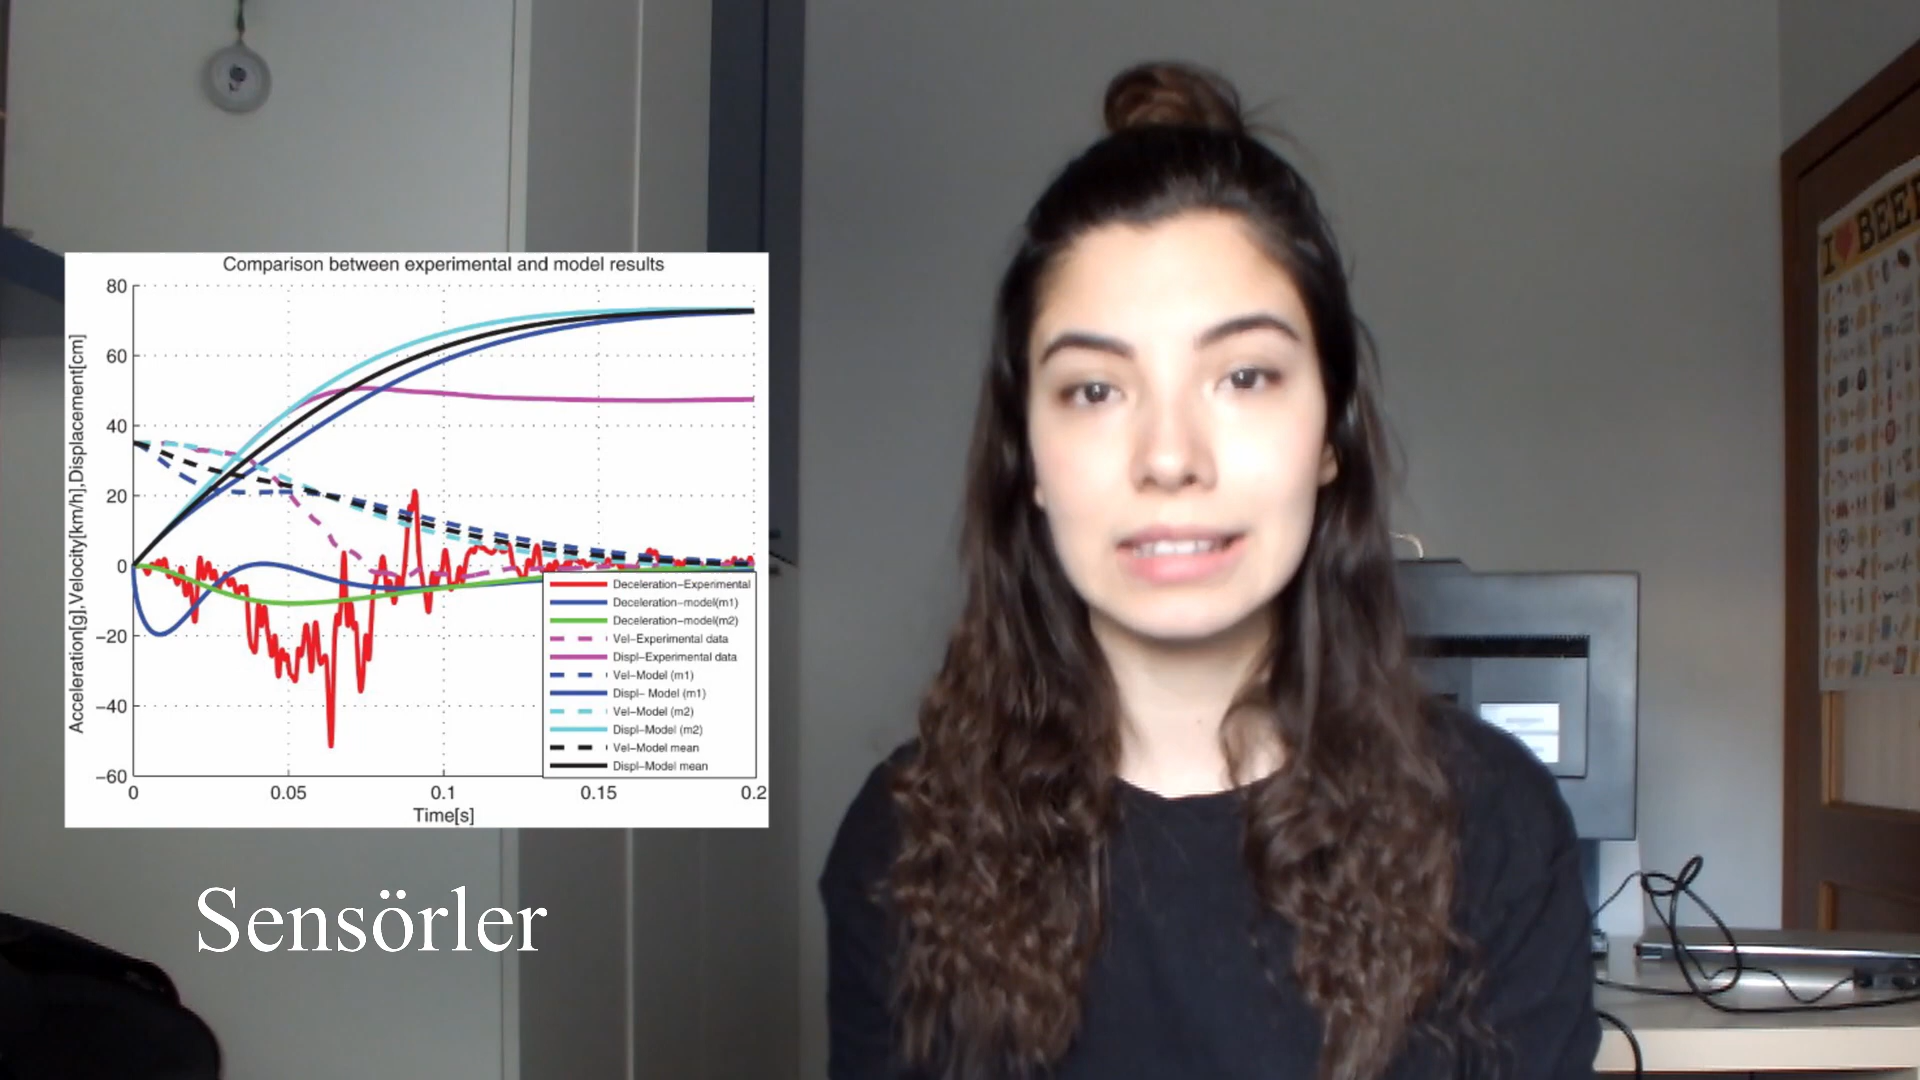 Comparison between experimental and model results
Acceleration[g],Velocity[km/h],Displacement[cm]
80
60
40
20
0
−20
−40
−60
0 0.05 0.1 0.15 0.2
Time[s]
Deceleration−Experimental
Deceleration−model(m1)
Deceleration−model(m2)
Vel−Experimental data
Displ−Experimental data
Vel−Model (m1)
Displ− Model (m1)
Vel−Model (m2)
Displ−Model (m2)
Vel−Model mean
Displ−Model mean
Sensörler
I ❤ BEE